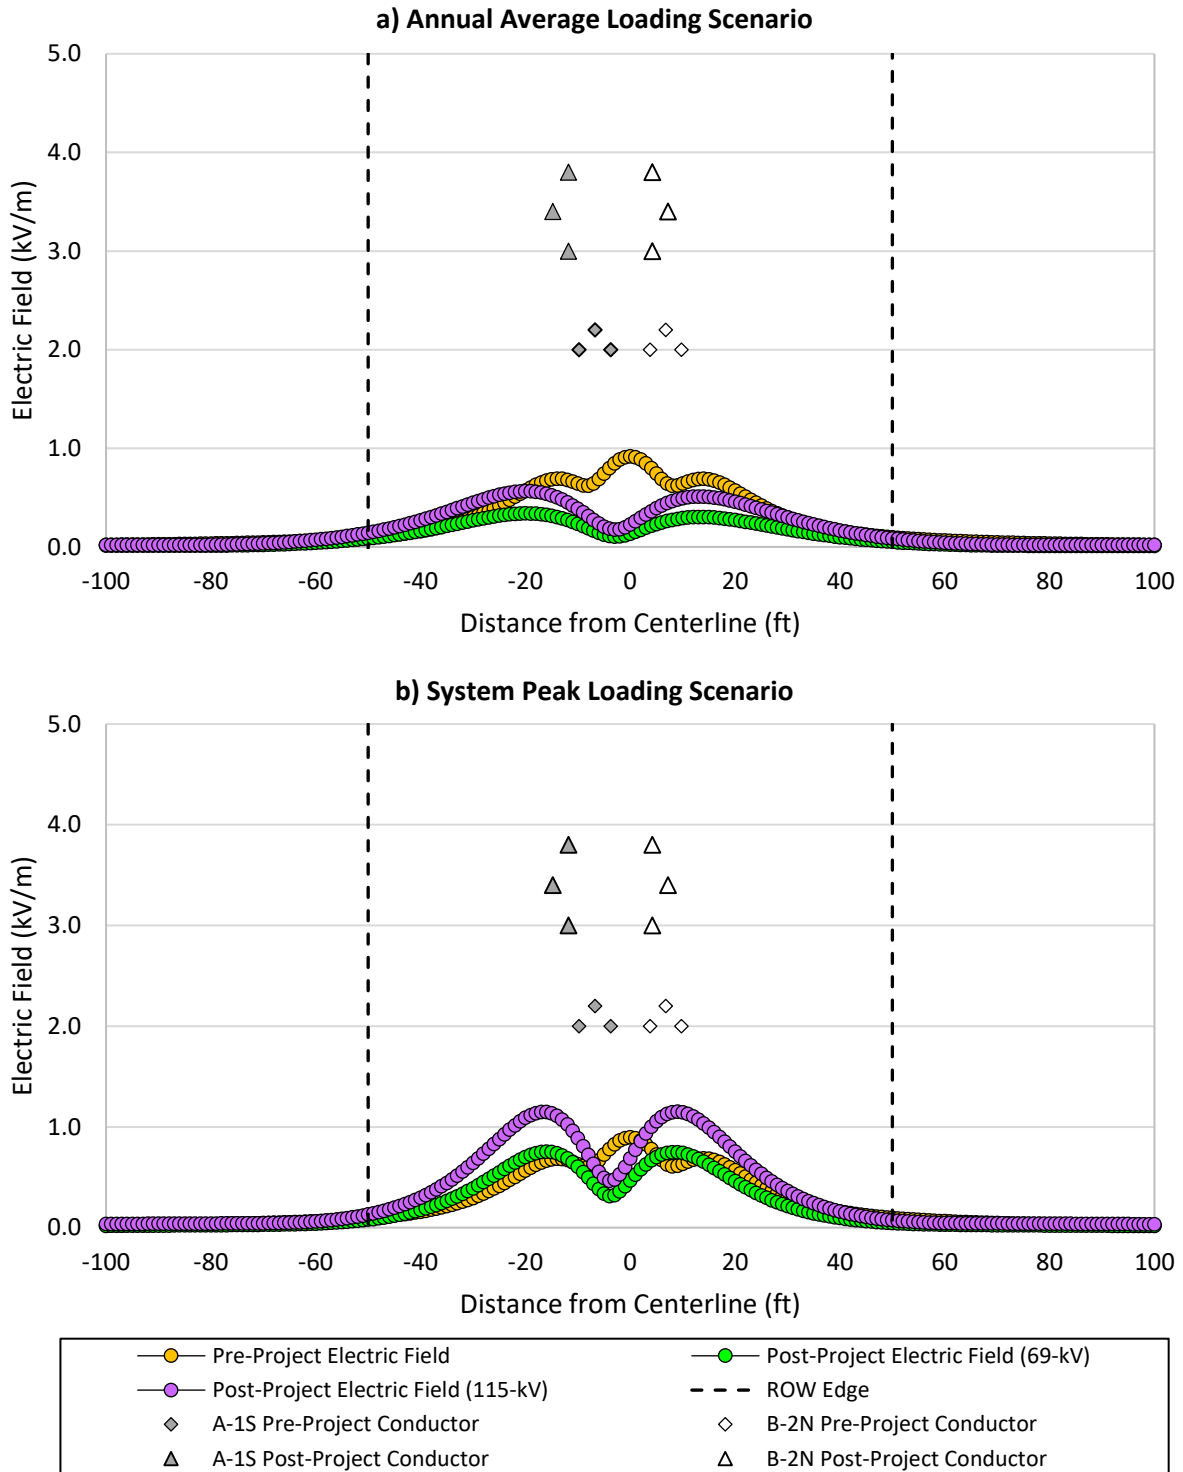 a) Annual Average Loading Scenario
5.0
4.0
3.0
2.0
1.0
0.0
Electric Field (kV/m)
-100 -80 -60 -40 -20 0 20 40 60 80 100
Distance from Centerline (ft)
b) System Peak Loading Scenario
5.0
4.0
3.0
2.0
1.0
0.0
Electric Field (kV/m)
-100 -80 -60 -40 -20 0 20 40 60 80 100
Distance from Centerline (ft)
Pre-Project Electric Field Post-Project Electric Field (69-kV)
Post-Project Electric Field (115-kV) ROW Edge
A-1S Pre-Project Conductor B-2N Pre-Project Conductor
A-1S Post-Project Conductor B-2N Post-Project Conductor